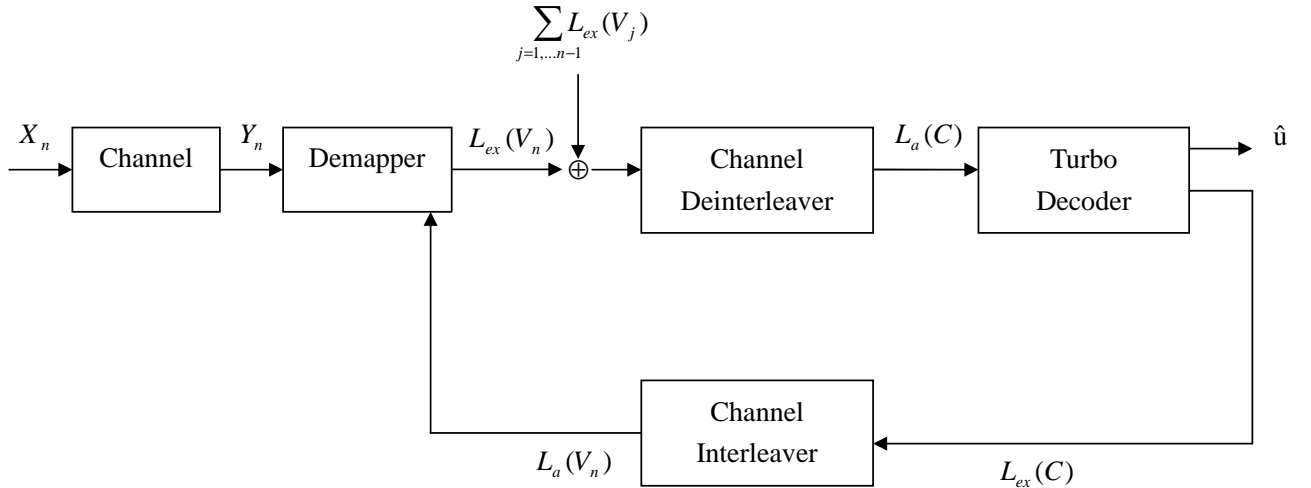 ∑ L_ex(V_j)
j=1,...n−1
X_n
Channel
Y_n
Demapper
L_ex(V_n)
⊕
Channel
Deinterleaver
L_a(C)
Turbo
Decoder
û
Channel
Interleaver
L_a(V_n)
L_ex(C)